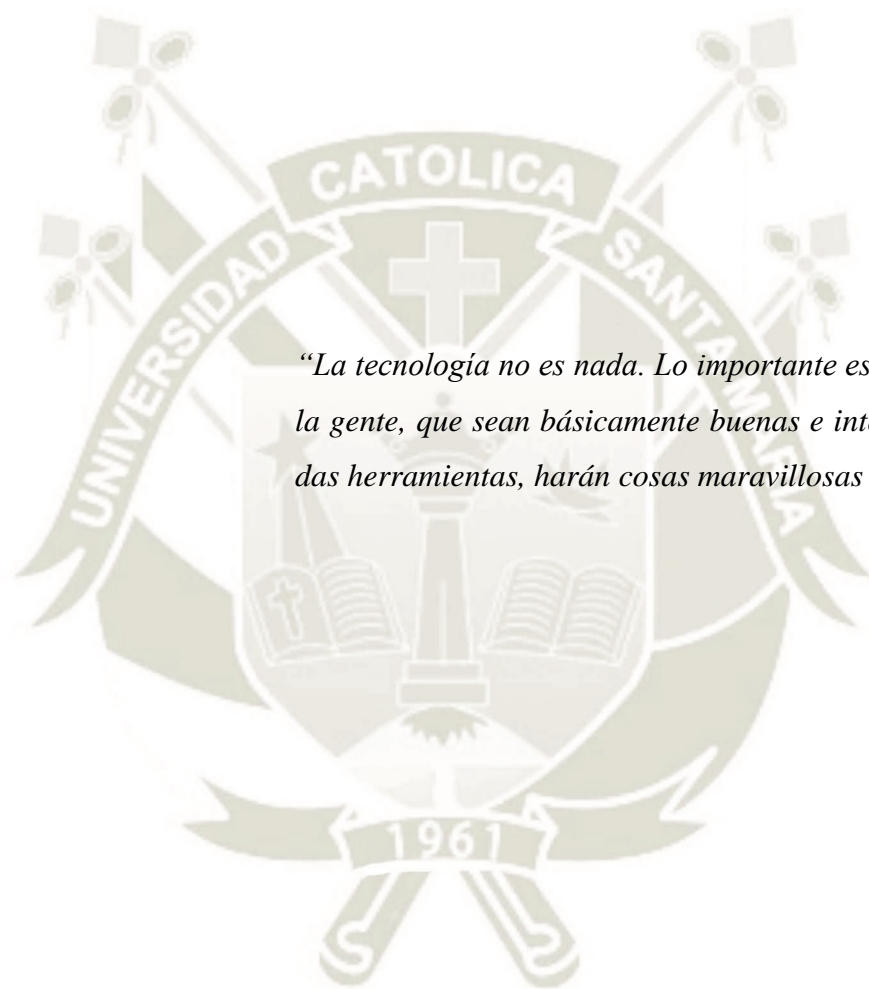 CATOLICA
UNIVERSIDAD
SANTA MARIA
“La tecnología no es nada. Lo importante es
la gente, que sean básicamente buenas e
das herramientas, harán cosas maravillosas
1961